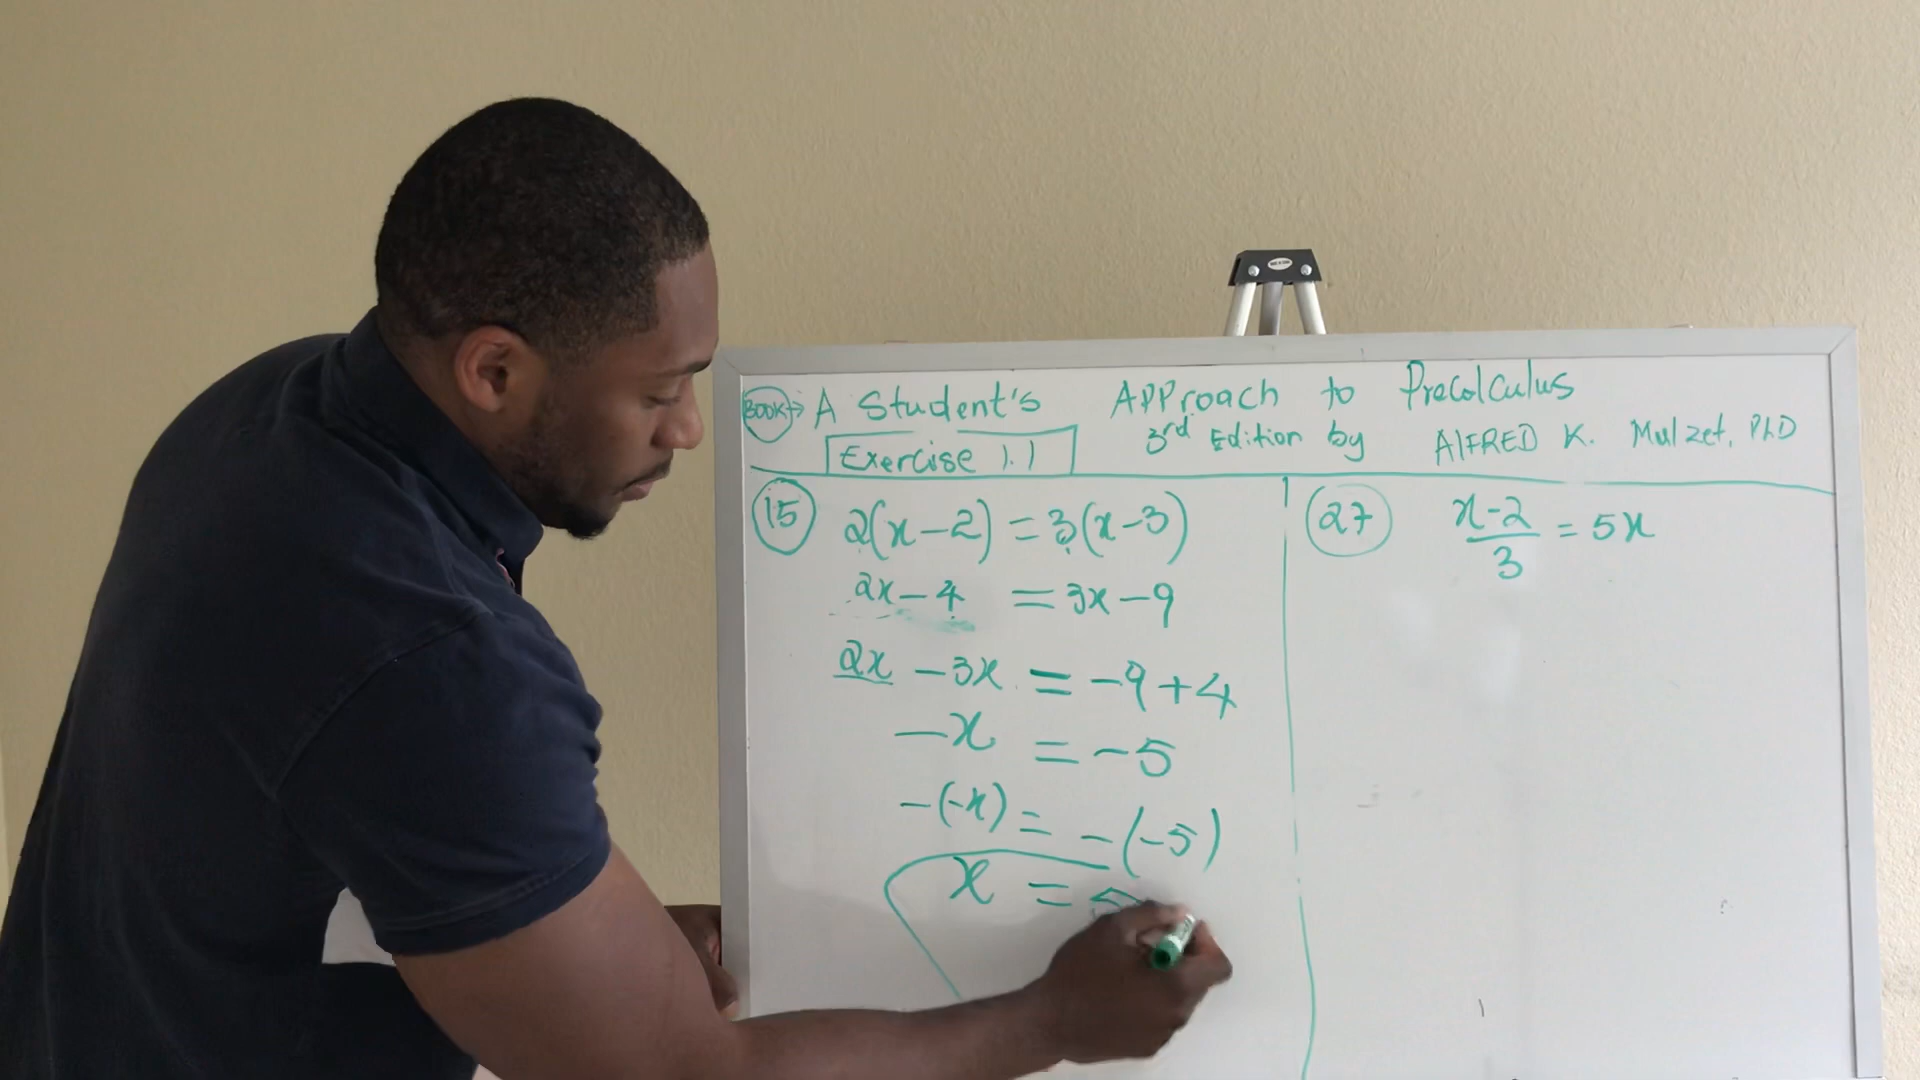 BOOK → A Student's Approach to Precalculus
3rd Edition by AlFRED K. Mulzet, PhD
Exercise 1.1
15
2(x-2) = 3(x-3)
2x - 4 = 3x - 9
2x - 3x = -9 + 4
-x = -5
-(-x) = -(-5)
x = 5
27
x-2
3
= 5x